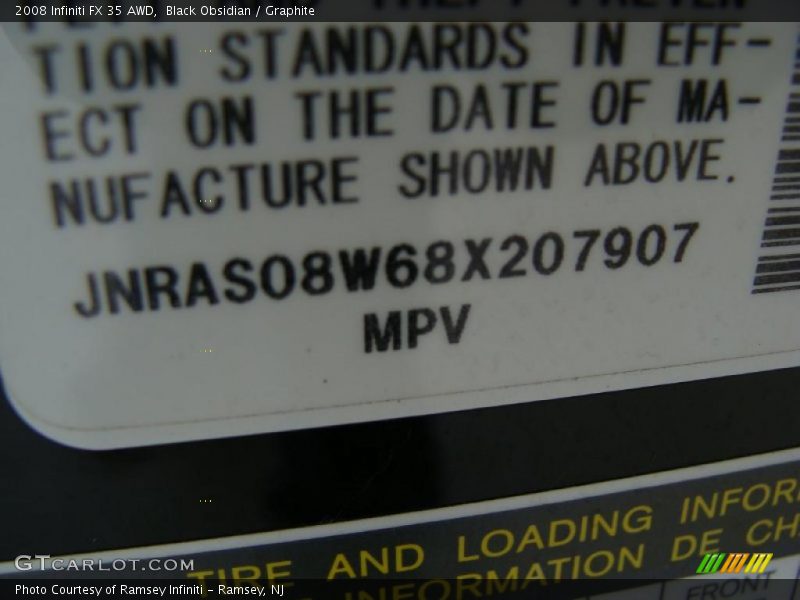 2008 Infiniti FX 35 AWD, Black Obsidian / Graphite
TION STANDARDS IN EFF-
ECT ON THE DATE OF MA-
NUFACTURE SHOWN ABOVE.
JNRAS08W68X207907
MPV
TIRE AND LOADING INFOR
INFORMATION DE CH
FRONT
GTCarLot.com
Photo Courtesy of Ramsey Infiniti - Ramsey, NJ